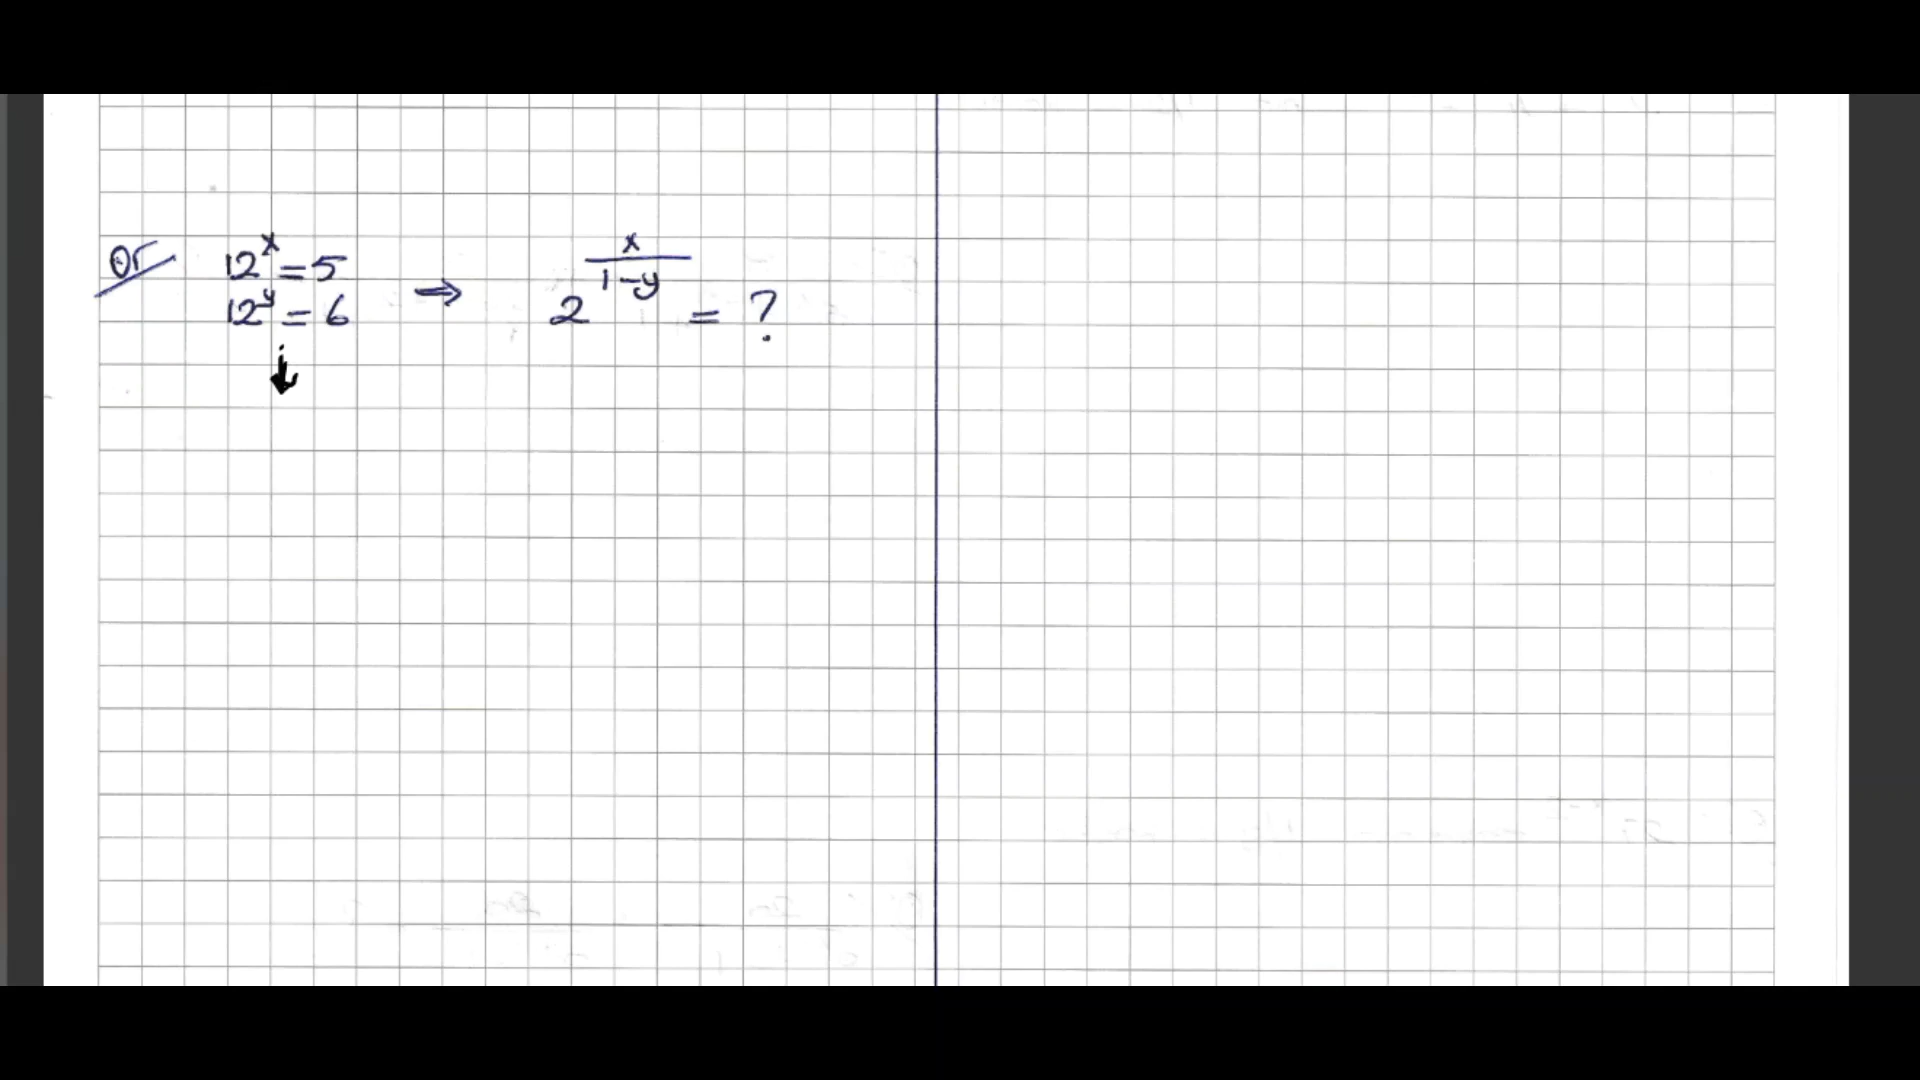 Ör 12^x = 5
12^y = 6 ⇒ 2^(x/(1-y)) = ?